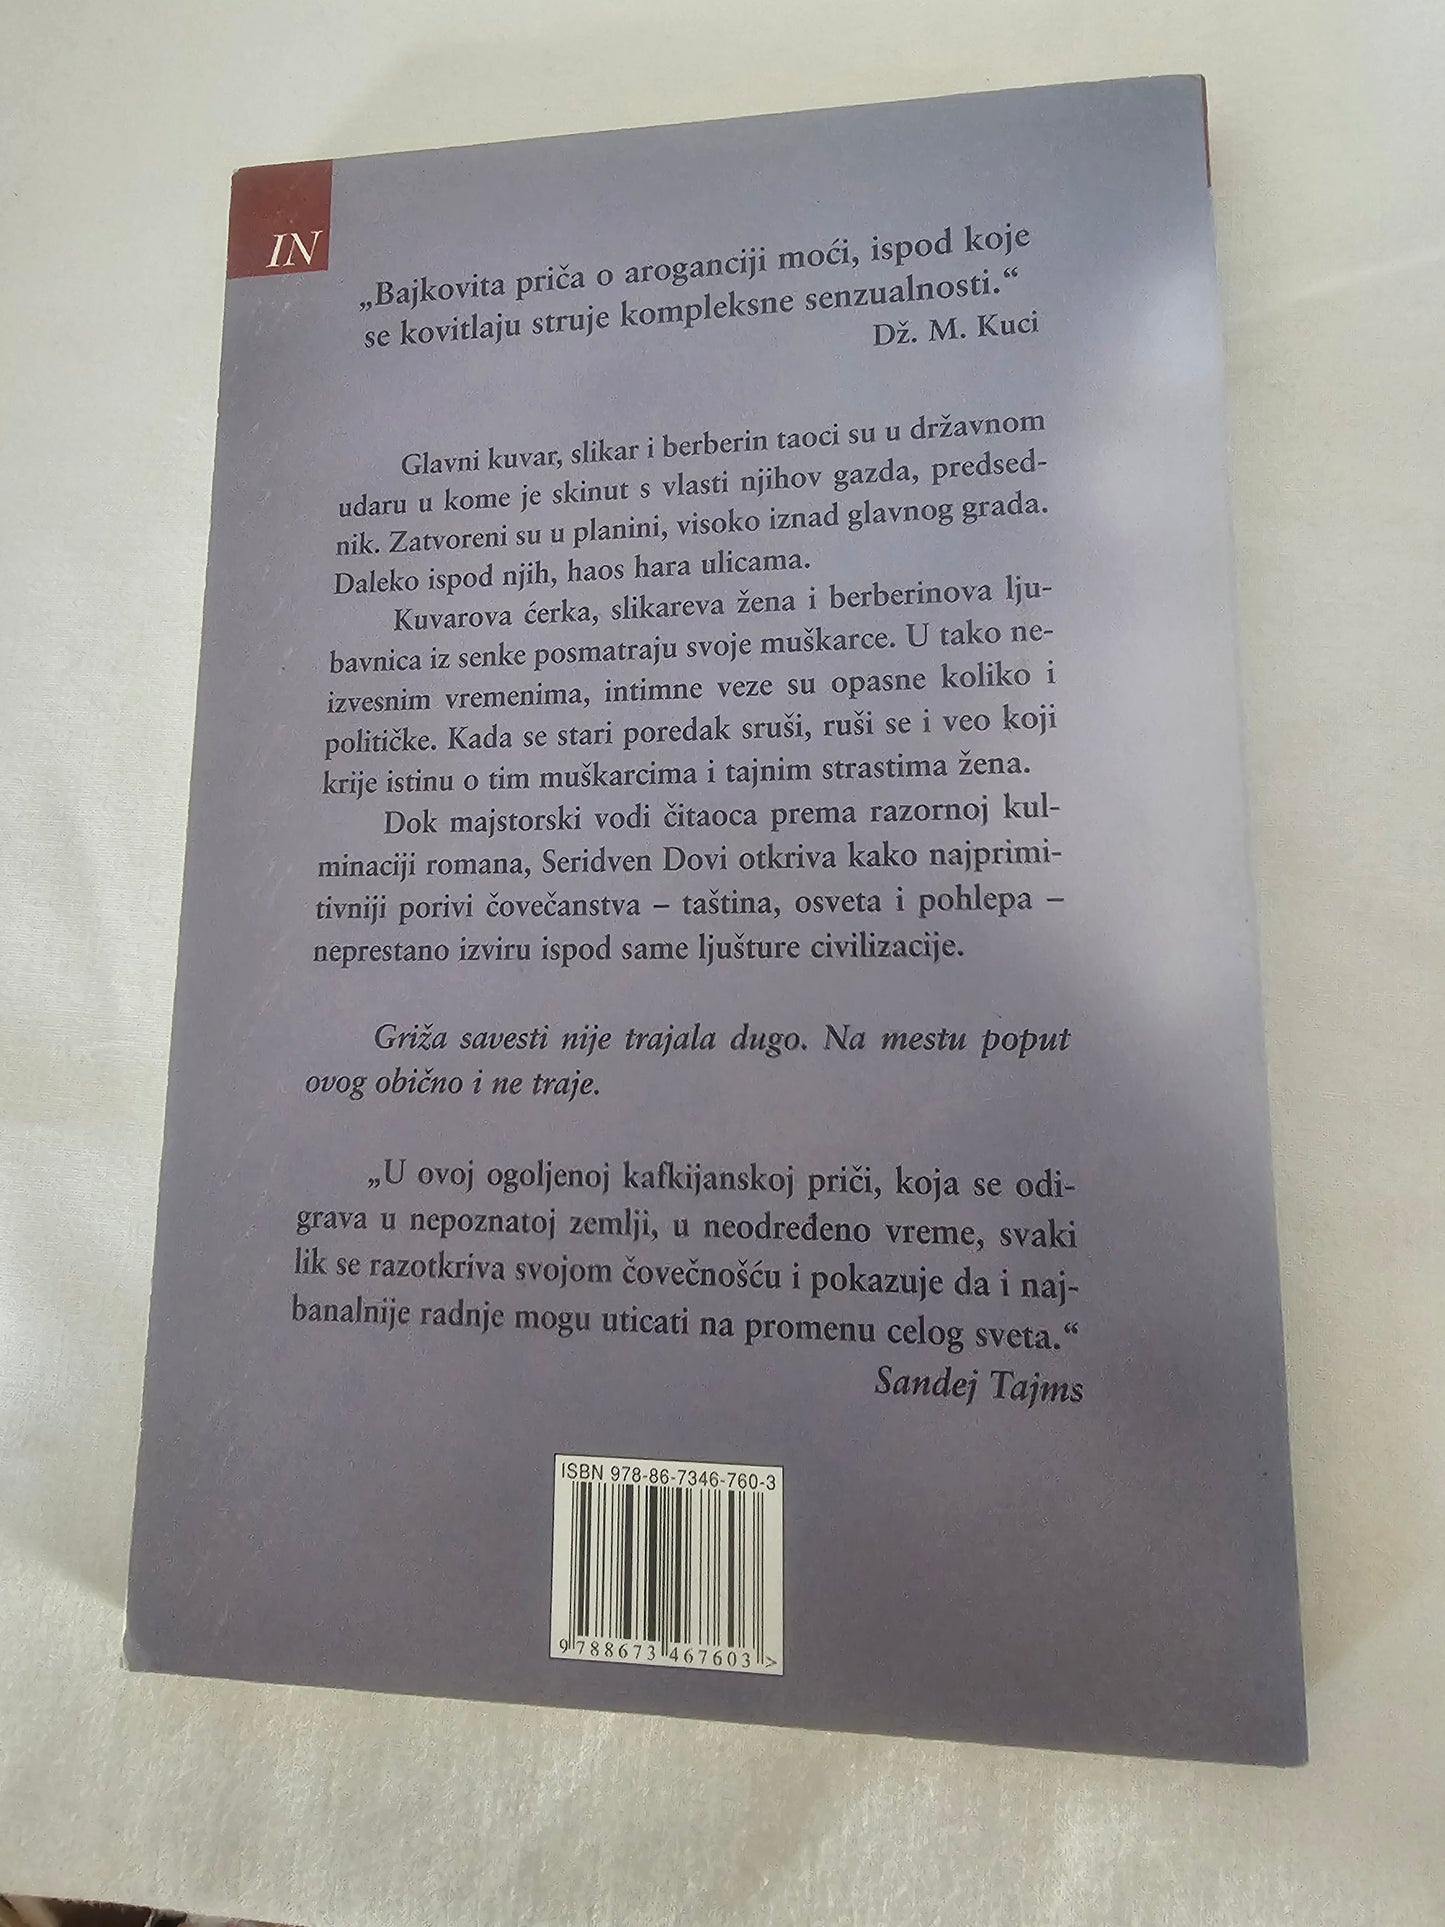 IN
„Bajkovita priča o aroganciji moći, ispod koje
se kovitlaju struje kompleksne senzualnosti.“
Dž. M. Kuci
Glavni kuvar, slikar i berberin taoci su u državnom
udaru u kome je skinut s vlasti njihov gazda, predsed-
nik. Zatvoreni su u planini, visoko iznad glavnog grada.
Daleko ispod njih, haos hara ulicama.
Kuvarova ćerka, slikareva žena i berberinova lju-
bavnica iz senke posmatraju svoje muškarce. U tako ne-
izvesnim vremenima, intimne veze su opasne koliko i
političke. Kada se stari poredak sruši, ruši se i veo koji
krije istinu o tim muškarcima i tajnim strastima žena.
Dok majstorski vodi čitaoca prema razornoj kul-
minaciji romana, Seridven Dovi otkriva kako najprimi-
tivniji porivi čovečanstva – taština, osveta i pohlepa –
neprestano izviru ispod same ljušture civilizacije.
Griža savesti nije trajala dugo. Na mestu poput
ovog obično i ne traje.
„U ovoj ogoljenoj kafkijanskoj priči, koja se odi-
grava u nepoznatoj zemlji, u neodređeno vreme, svaki
lik se razotkriva svojom čovečnošću i pokazuje da i naj-
banalnije radnje mogu uticati na promenu celog sveta.“
Sandej Tajms
ISBN 978-86-7346-760-3
9 788673 467603 >